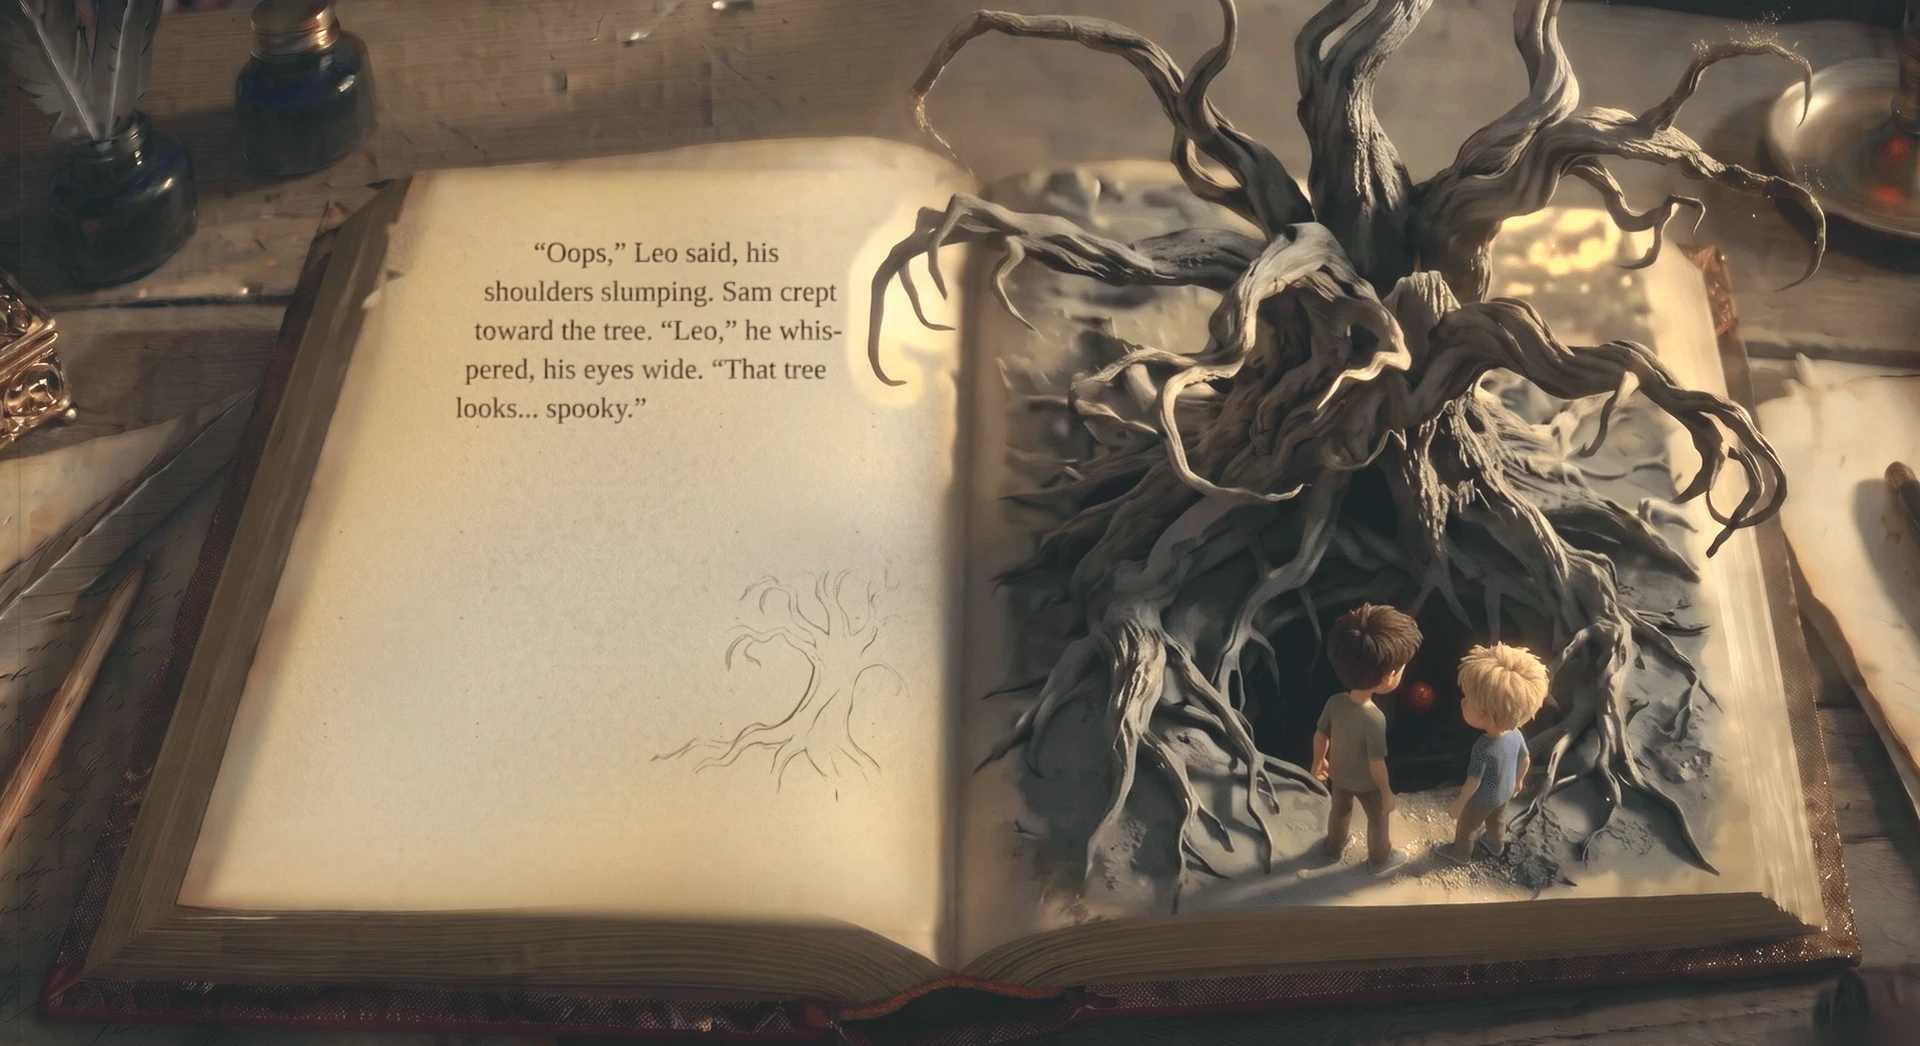 “Oops,” Leo said, his
shoulders slumping. Sam crept
toward the tree. “Leo,” he whis-
pered, his eyes wide. “That tree
looks... spooky.”